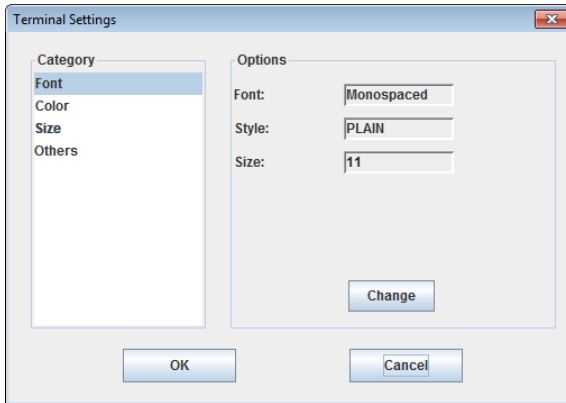 Terminal Settings
Category
Font
Color
Size
Others
Options
Font: Monospaced
Style: PLAIN
Size: 11
Change
OK
Cancel